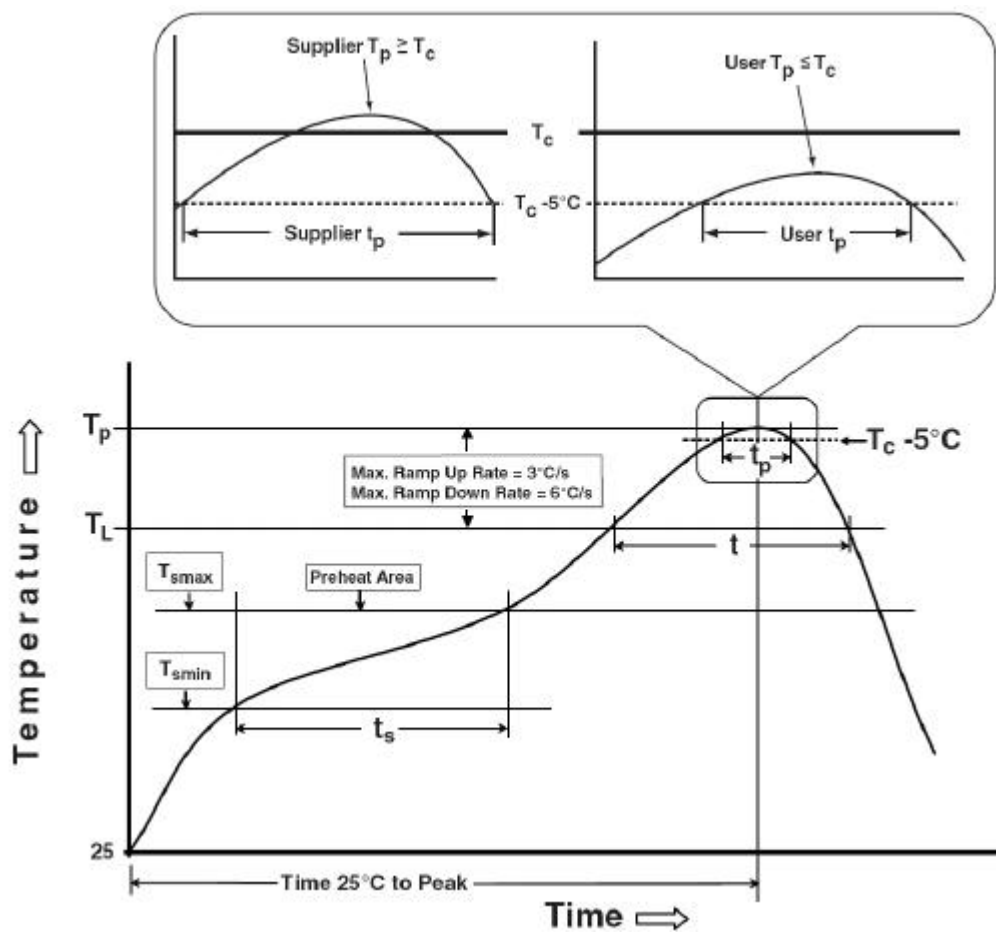 Supplier Tp ≥ Tc
User Tp ≤ Tc
Tc
Tc -5°C
Supplier tp
User tp
Tp
Tc -5°C
tp
Max. Ramp Up Rate = 3°C/s
Max. Ramp Down Rate = 6°C/s
TL
t
Tsmax
Preheat Area
Tsmin
ts
Temperature
25
Time 25°C to Peak
Time